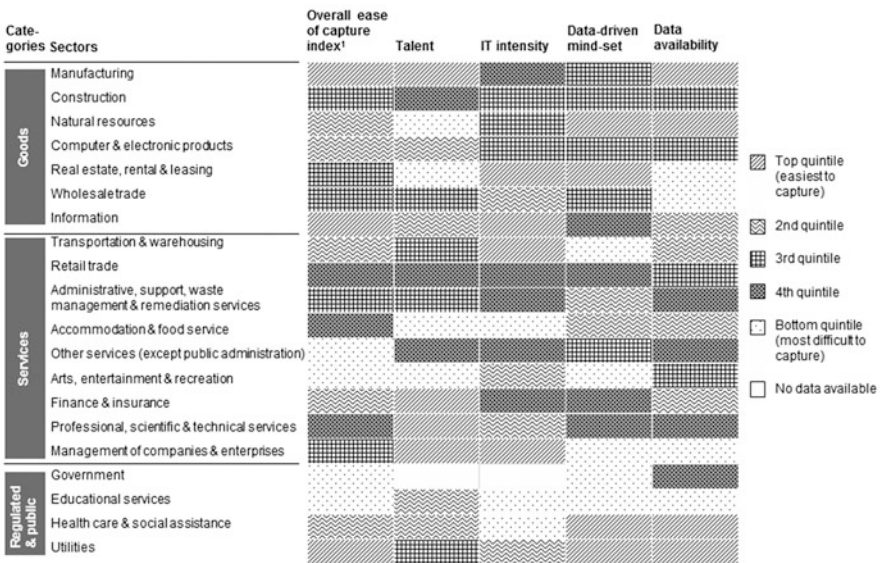 Overall ease
of capture
index¹
Talent
IT intensity
Data-driven
mind-set
Data
availability
Cate-
gories
Sectors
Goods
Manufacturing
Construction
Natural resources
Computer & electronic products
Real estate, rental & leasing
Wholesale trade
Information
Services
Transportation & warehousing
Retail trade
Administrative, support, waste
management & remediation services
Accommodation & food service
Other services (except public administration)
Arts, entertainment & recreation
Finance & insurance
Professional, scientific & technical services
Management of companies & enterprises
Regulated
& public
Government
Educational services
Health care & social assistance
Utilities
Top quintile
(easiest to
capture)
2nd quintile
3rd quintile
4th quintile
Bottom quintile
(most difficult to
capture)
No data available